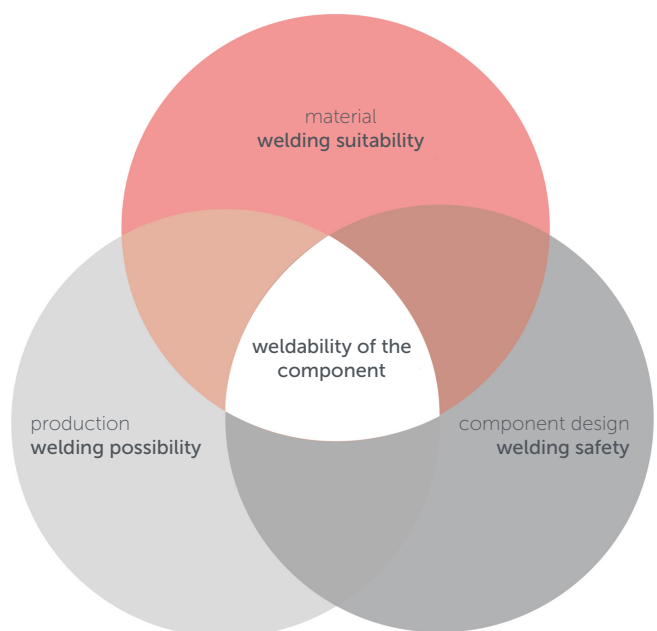 material
welding suitability
weldability of the
component
production
welding possibility
component design
welding safety